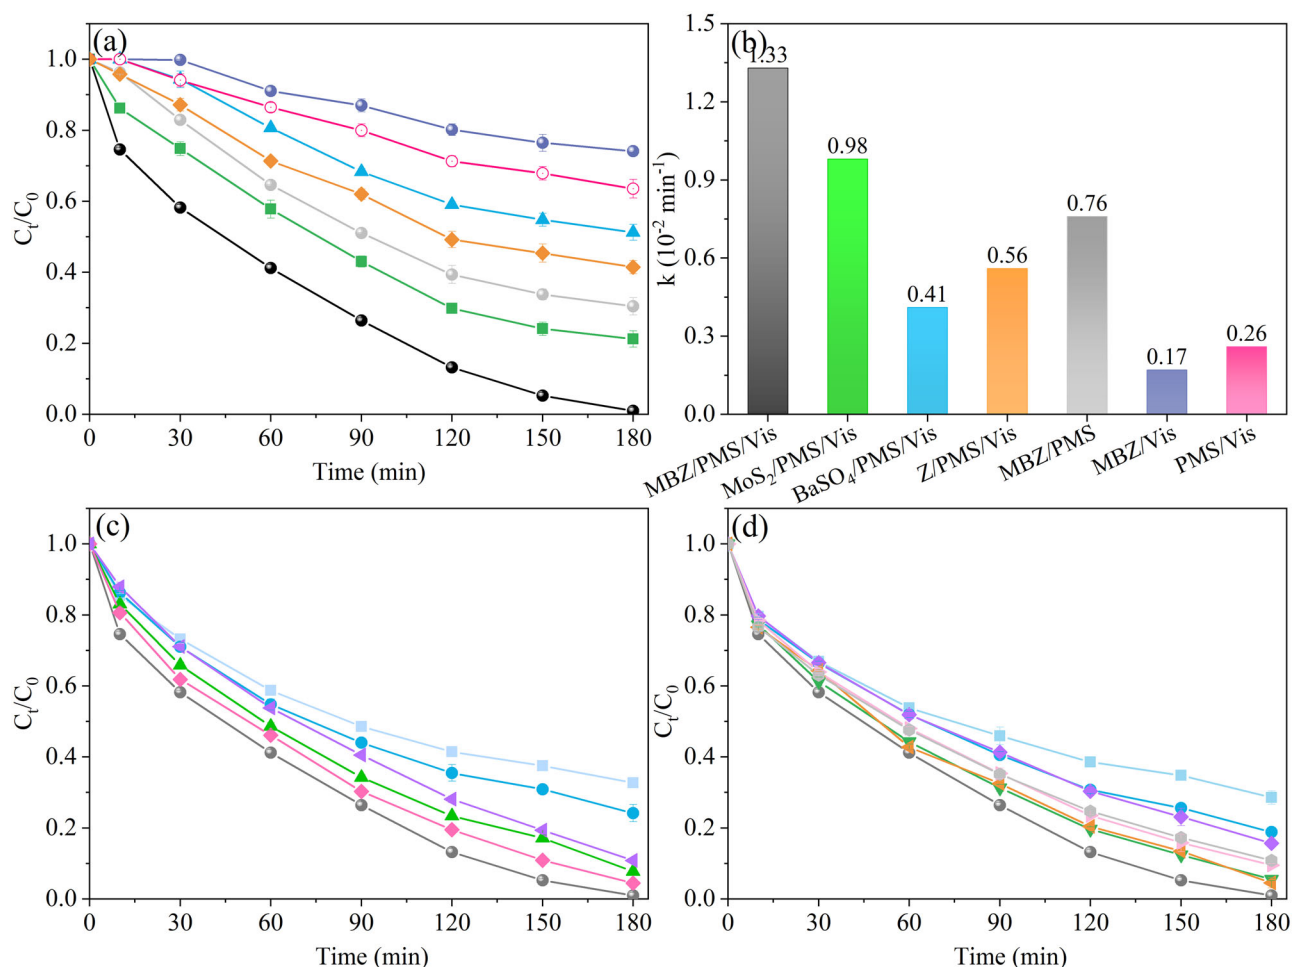 (a)
1.0
0.8
0.6
0.4
0.2
0.0
Ct/C0
0 30 60 90 120 150 180
Time (min)
(b)
1.5
1.2
0.9
0.6
0.3
0.0
k (10-2 min-1)
1.33
0.98
0.41
0.56
0.76
0.17
0.26
MBZ/PMS/Vis
MoS2/PMS/Vis
BaSO4/PMS/Vis
Z/PMS/Vis
MBZ/PMS
MBZ/Vis
PMS/Vis
(c)
1.0
0.8
0.6
0.4
0.2
0.0
Ct/C0
0 30 60 90 120 150 180
Time (min)
(d)
1.0
0.8
0.6
0.4
0.2
0.0
Ct/C0
0 30 60 90 120 150 180
Time (min)